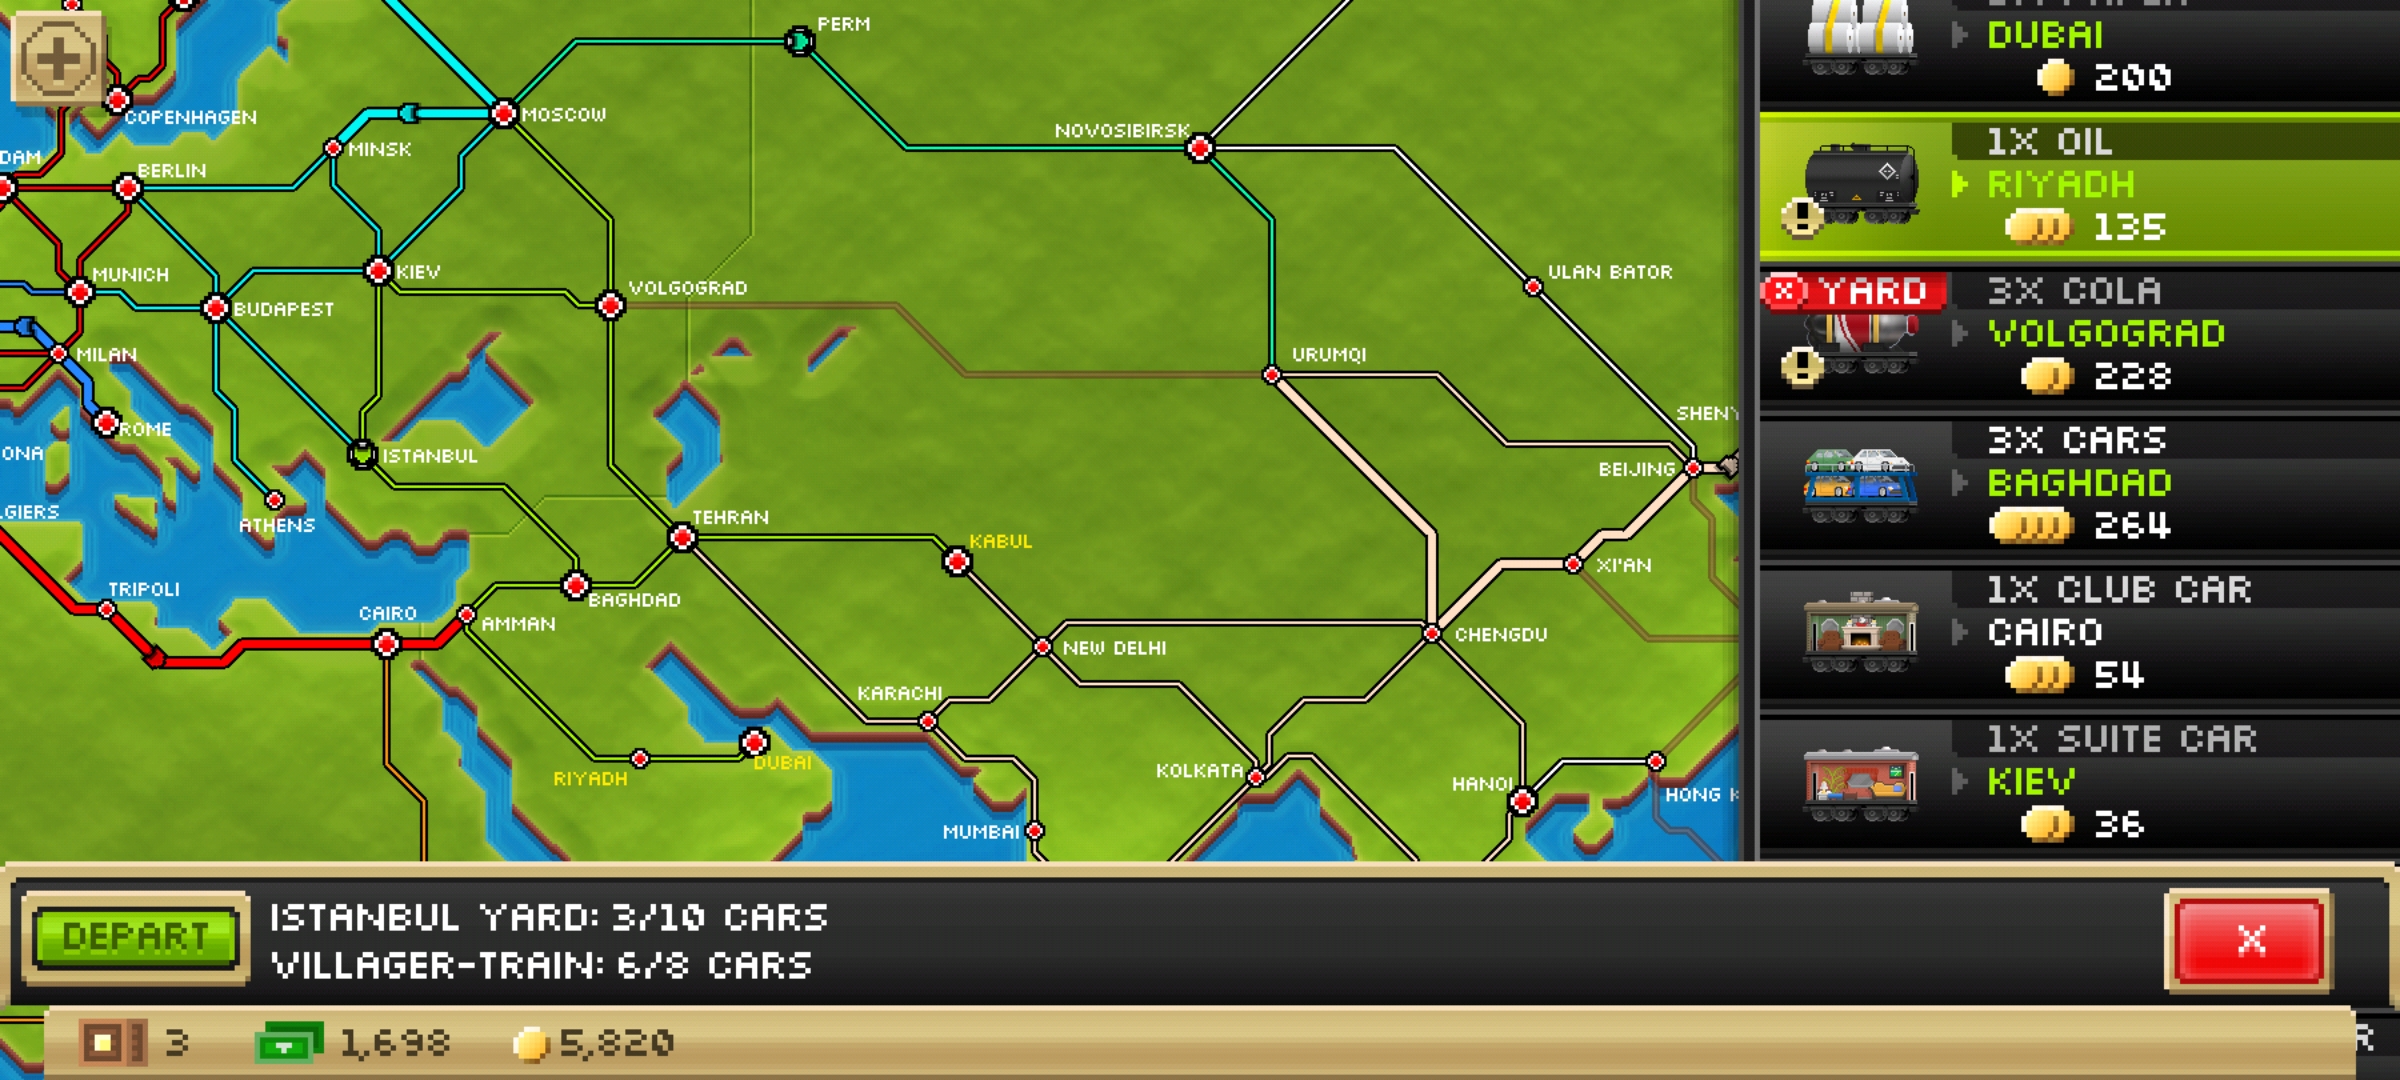 PERM
COPENHAGEN
MOSCOW
NOVOSIBIRSK
MINSK
DAM
BERLIN
MUNICH
KIEV
ULAN BATOR
VOLGOGRAD
BUDAPEST
MILAN
URUMQI
SHENY
ROME
ONA
ISTANBUL
BEIJING
LGIERS
ATHENS
TEHRAN
KABUL
XI'AN
TRIPOLI
BAGHDAD
CAIRO
AMMAN
CHENGDU
NEW DELHI
KARACHI
RIYADH
DUBAI
KOLKATA
HANOI
HONG K
MUMBAI
DUBAI
200
1X OIL
RIYADH
135
YARD
3X COLA
VOLGOGRAD
228
3X CARS
BAGHDAD
264
1X CLUB CAR
CAIRO
54
1X SUITE CAR
KIEV
36
DEPART
ISTANBUL YARD: 3/10 CARS
VILLAGER-TRAIN: 6/8 CARS
X
3
1,698
5,820
R